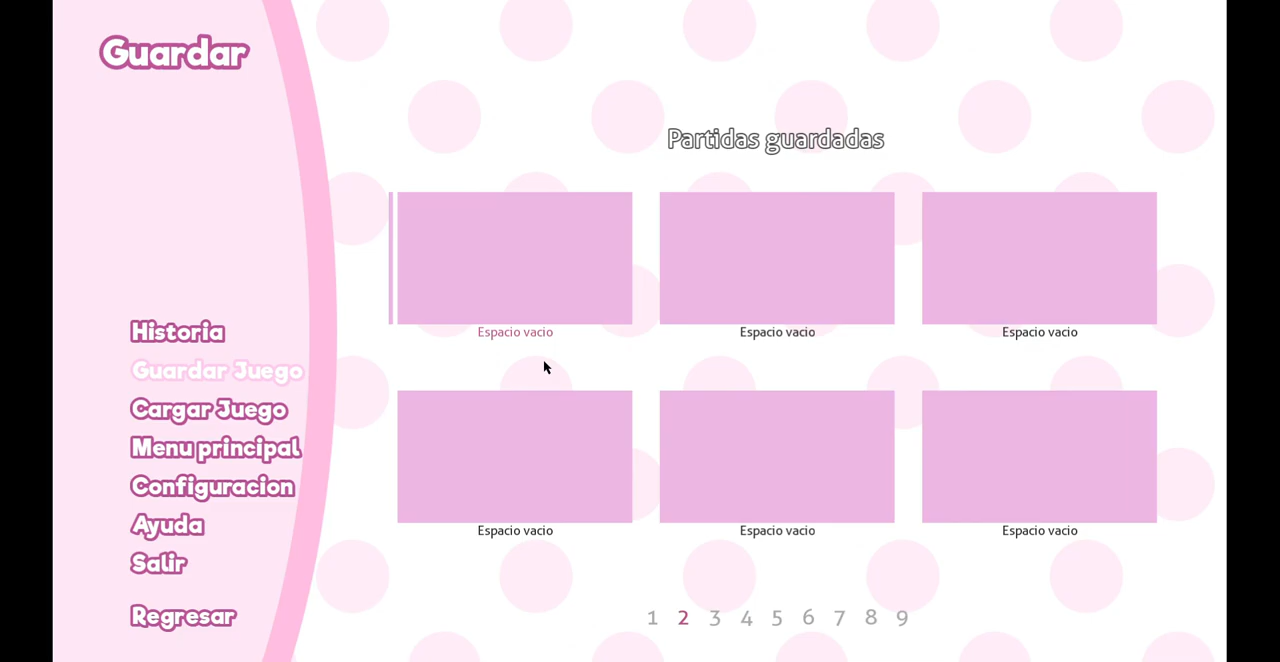 Guardar
Partidas guardadas
Espacio vacio
Espacio vacio
Espacio vacio
Historia
Guardar Juego
Cargar Juego
Menu principal
Configuracion
Ayuda
Salir
Regresar
Espacio vacio
Espacio vacio
Espacio vacio
1 2 3 4 5 6 7 8 9